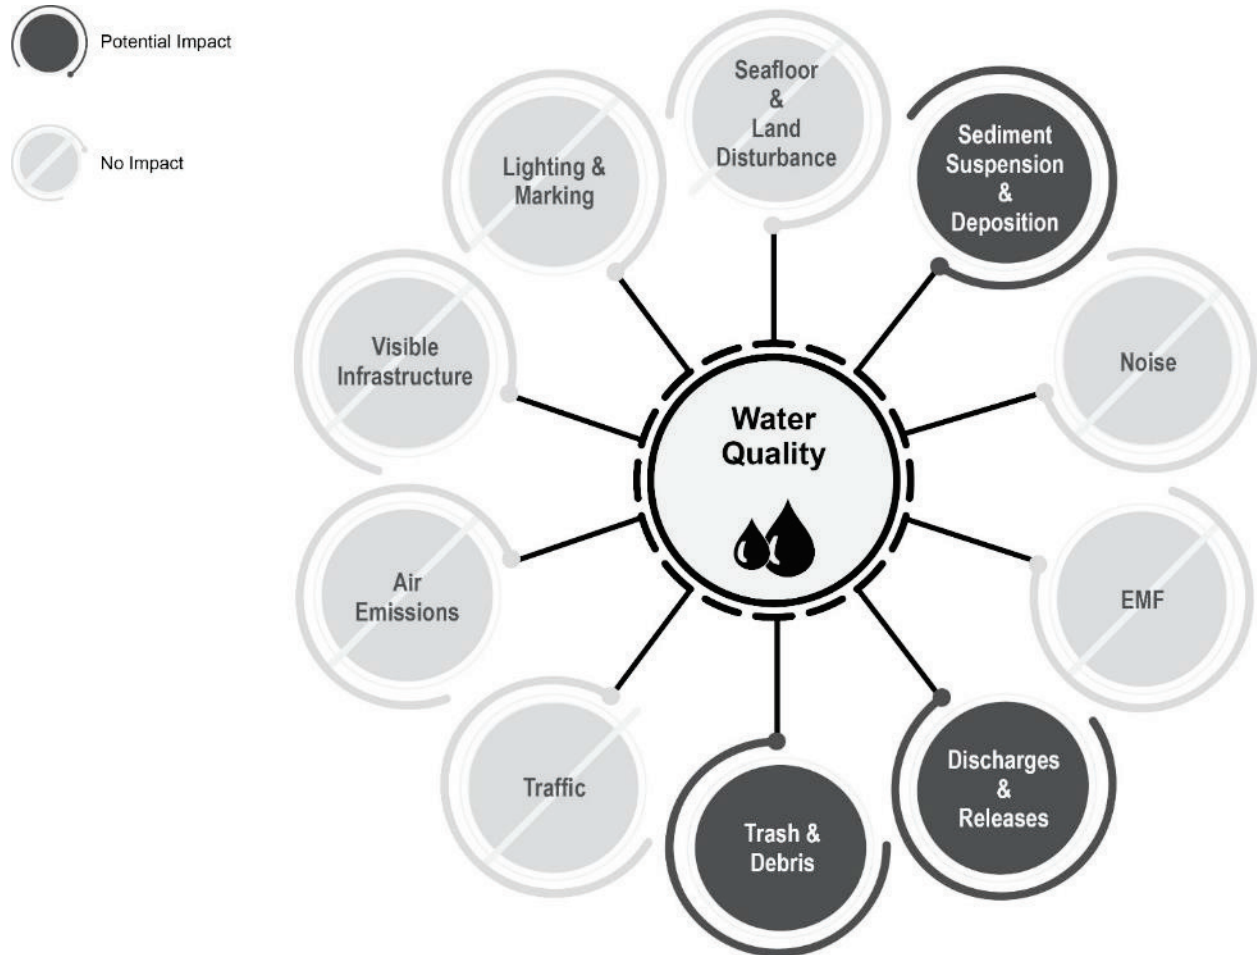 Potential Impact
No Impact
Seafloor
&
Land
Disturbance
Sediment
Suspension
&
Deposition
Lighting &
Marking
Visible
Infrastructure
Noise
Water
Quality
Air
Emissions
EMF
Traffic
Discharges
&
Releases
Trash &
Debris